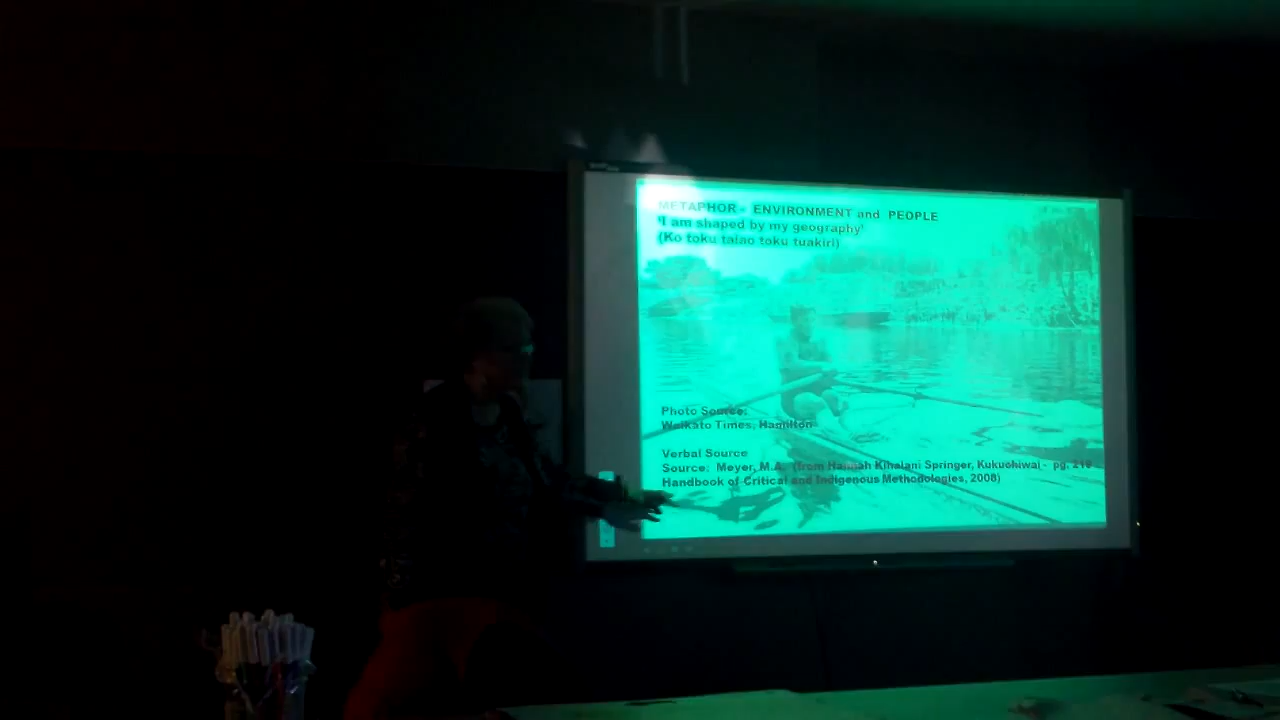 METAPHOR - ENVIRONMENT and PEOPLE
'I am shaped by my geography'
(Ko toku taiao toku tuakiri)
Photo Source:
Waikato Times, Hamilton
Verbal Source
Source: Meyer, M.A. (from Hannah Kihalani Springer, Kukuohiwai - pg. 219
Handbook of Critical and Indigenous Methodologies, 2008)